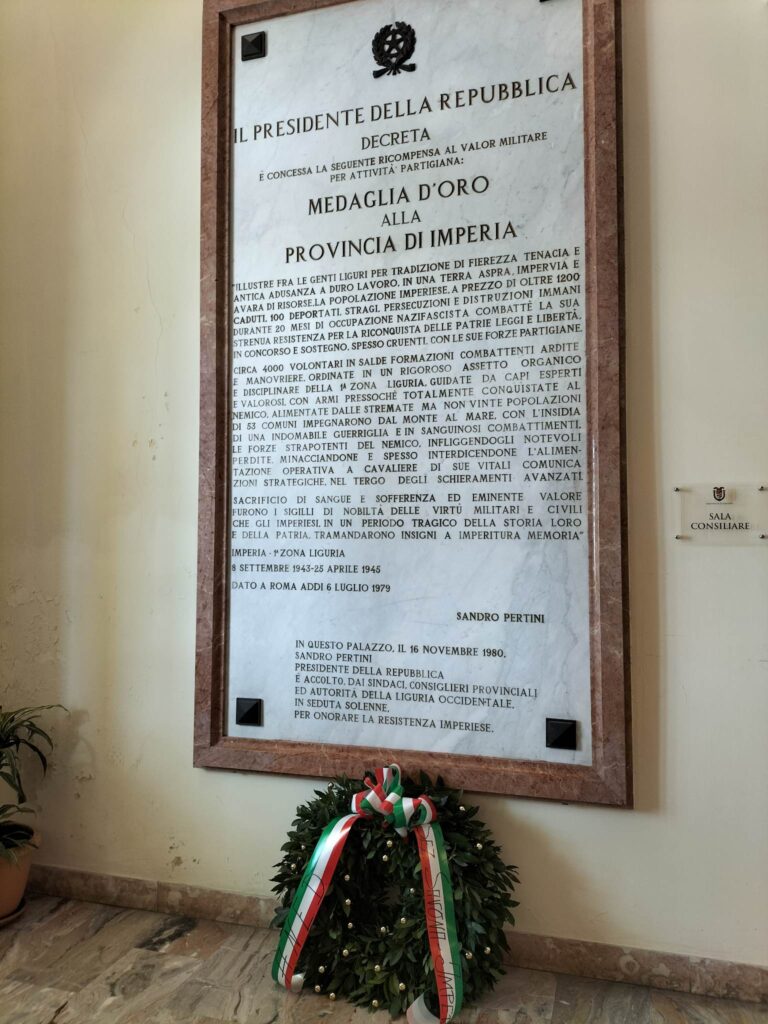 IL PRESIDENTE DELLA REPUBBLICA
DECRETA
È CONCESSA LA SEGUENTE RICOMPENSA AL VALOR MILITARE
PER ATTIVITÀ PARTIGIANA:
MEDAGLIA D'ORO
ALLA
PROVINCIA DI IMPERIA
"ILLUSTRE FRA LE GENTI LIGURI PER TRADIZIONE DI FIEREZZA TENACIA E
ANTICA ADUSANZA A DURO LAVORO, IN UNA TERRA ASPRA, IMPERVIA E
AVARA DI RISORSE, LA POPOLAZIONE IMPERIESE, A PREZZO DI OLTRE 1200
CADUTI, 100 DEPORTATI STRAGI, PERSECUZIONI E DISTRUZIONI IMMANI
DURANTE 20 MESI DI OCCUPAZIONE NAZIFASCISTA COMBATTÉ LA SUA
STRENUA RESISTENZA PER LA RICONQUISTA DELLE PATRIE LEGGI E LIBERTÀ,
IN CONCORSO E SOSTEGNO, SPESSO CRUENTI, CON LE SUE FORZE PARTIGIANE.
CIRCA 4000 VOLONTARI IN SALDE FORMAZIONI COMBATTENTI ARDITE
E MANOVRIERE, ORDINATE IN UN RIGOROSO ASSETTO ORGANICO
E DISCIPLINARE DELLA 1ª ZONA LIGURIA, GUIDATE DA CAPI ESPERTI
E VALOROSI, CON ARMI PRESSOCHÉ TOTALMENTE CONQUISTATE AL
NEMICO, ALIMENTATE DALLE STREMATE MA NON VINTE POPOLAZIONI
DI 53 COMUNI IMPEGNARONO DAL MONTE AL MARE, CON L'INSIDIA
DI UNA INDOMABILE GUERRIGLIA E IN SANGUINOSI COMBATTIMENTI,
LE FORZE STRAPOTENTI DEL NEMICO, INFLIGGENDOGLI NOTEVOLI
PERDITE, MINACCIANDONE E SPESSO INTERDICENDONE L'ALIMEN-
TAZIONE OPERATIVA A CAVALIERE DI SUE VITALI COMUNICA
ZIONI STRATEGICHE, NEL TERGO DEGLI SCHIERAMENTI AVANZATI.
SACRIFICIO DI SANGUE E SOFFERENZA ED EMINENTE VALORE
FURONO I SIGILLI DI NOBILTÀ DELLE VIRTÙ MILITARI E CIVILI
CHE GLI IMPERIESI, IN UN PERIODO TRAGICO DELLA STORIA LORO
E DELLA PATRIA, TRAMANDARONO INSIGNI A IMPERITURA MEMORIA"
IMPERIA - 1ª ZONA LIGURIA
8 SETTEMBRE 1943-25 APRILE 1945
DATO A ROMA ADDI 6 LUGLIO 1979
SANDRO PERTINI
IN QUESTO PALAZZO, IL 16 NOVEMBRE 1980,
SANDRO PERTINI
PRESIDENTE DELLA REPUBBLICA
È ACCOLTO, DAI SINDACI, CONSIGLIERI PROVINCIALI
ED AUTORITÀ DELLA LIGURIA OCCIDENTALE,
IN SEDUTA SOLENNE,
PER ONORARE LA RESISTENZA IMPERIESE.
SALA
CONSILIARE